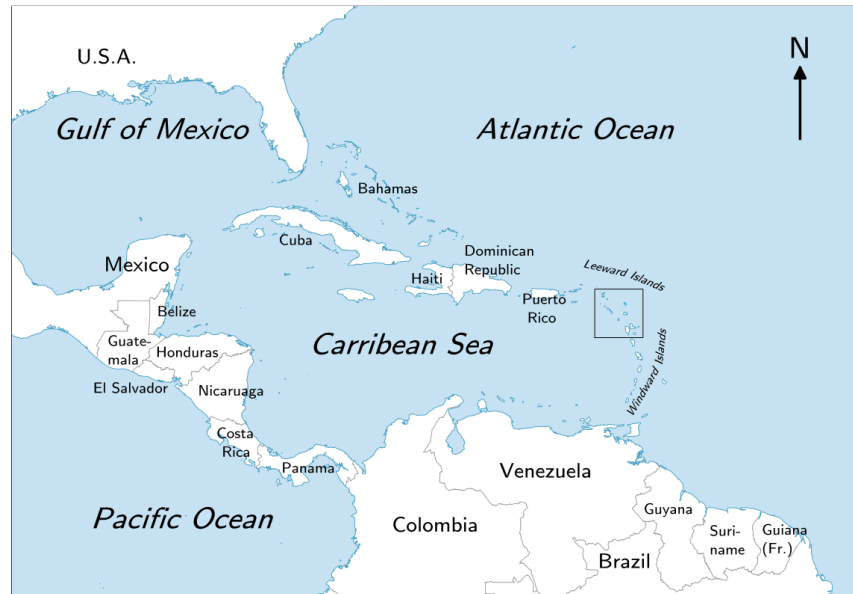 U.S.A.
N
Gulf of Mexico
Atlantic Ocean
Bahamas
Cuba
Dominican
Republic
Haiti
Mexico
Leeward Islands
Puerto
Rico
Belize
Guate-
mala
Honduras
Carribean Sea
Windward Islands
El Salvador
Nicaruaga
Costa
Rica
Panama
Venezuela
Colombia
Guyana
Suri-
name
Guiana
(Fr.)
Brazil
Pacific Ocean